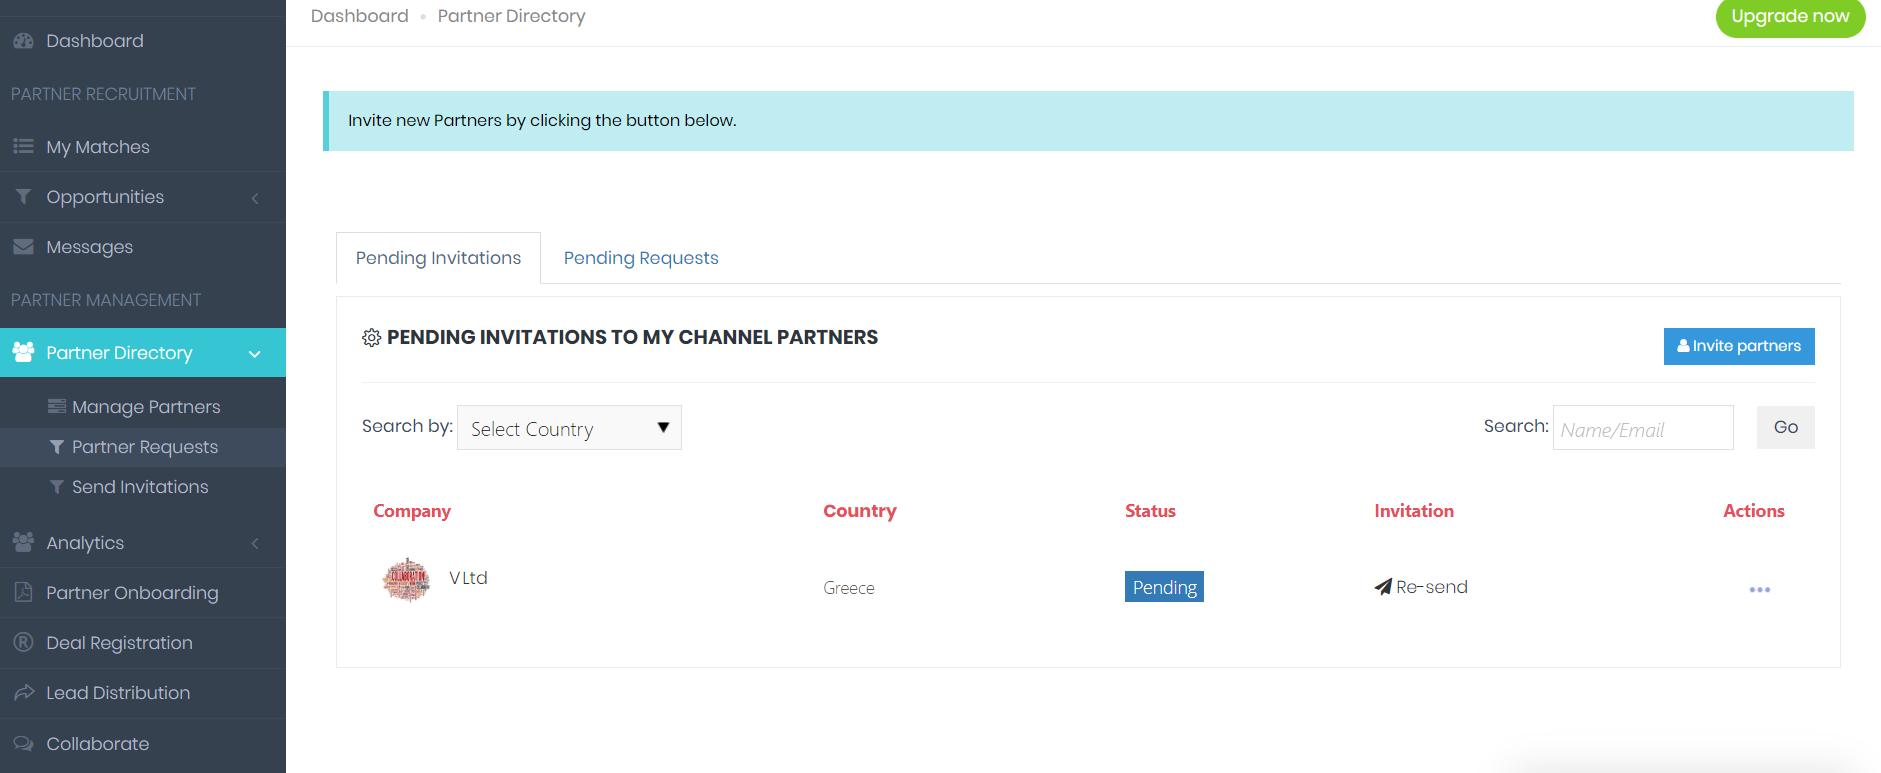 Dashboard
PARTNER RECRUITMENT
My Matches
Opportunities
Messages
PARTNER MANAGEMENT
Partner Directory
Manage Partners
Partner Requests
Send Invitations
Analytics
Partner Onboarding
Deal Registration
Lead Distribution
Collaborate
Dashboard • Partner Directory
Upgrade now
Invite new Partners by clicking the button below.
Pending Invitations Pending Requests
PENDING INVITATIONS TO MY CHANNEL PARTNERS
Invite partners
Search by: Select Country Search: Name/Email Go
Company Country Status Invitation Actions
COLLABORATION
V Ltd Greece Pending Re-send